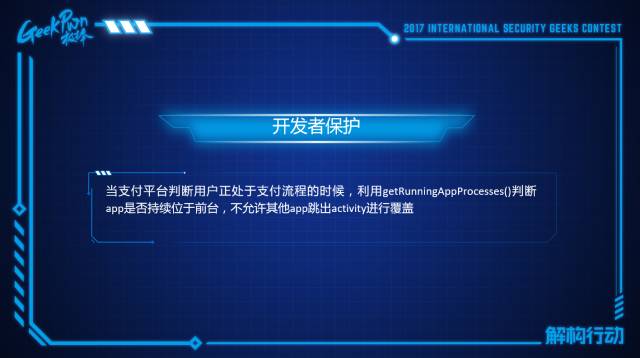 GeekPwn
极棒
2017 INTERNATIONAL SECURITY GEEKS CONTEST
开发者保护
当支付平台判断用户正处于支付流程的时候，利用getRunningAppProcesses()判断
app是否持续位于前台，不允许其他app跳出activity进行覆盖
解构行动